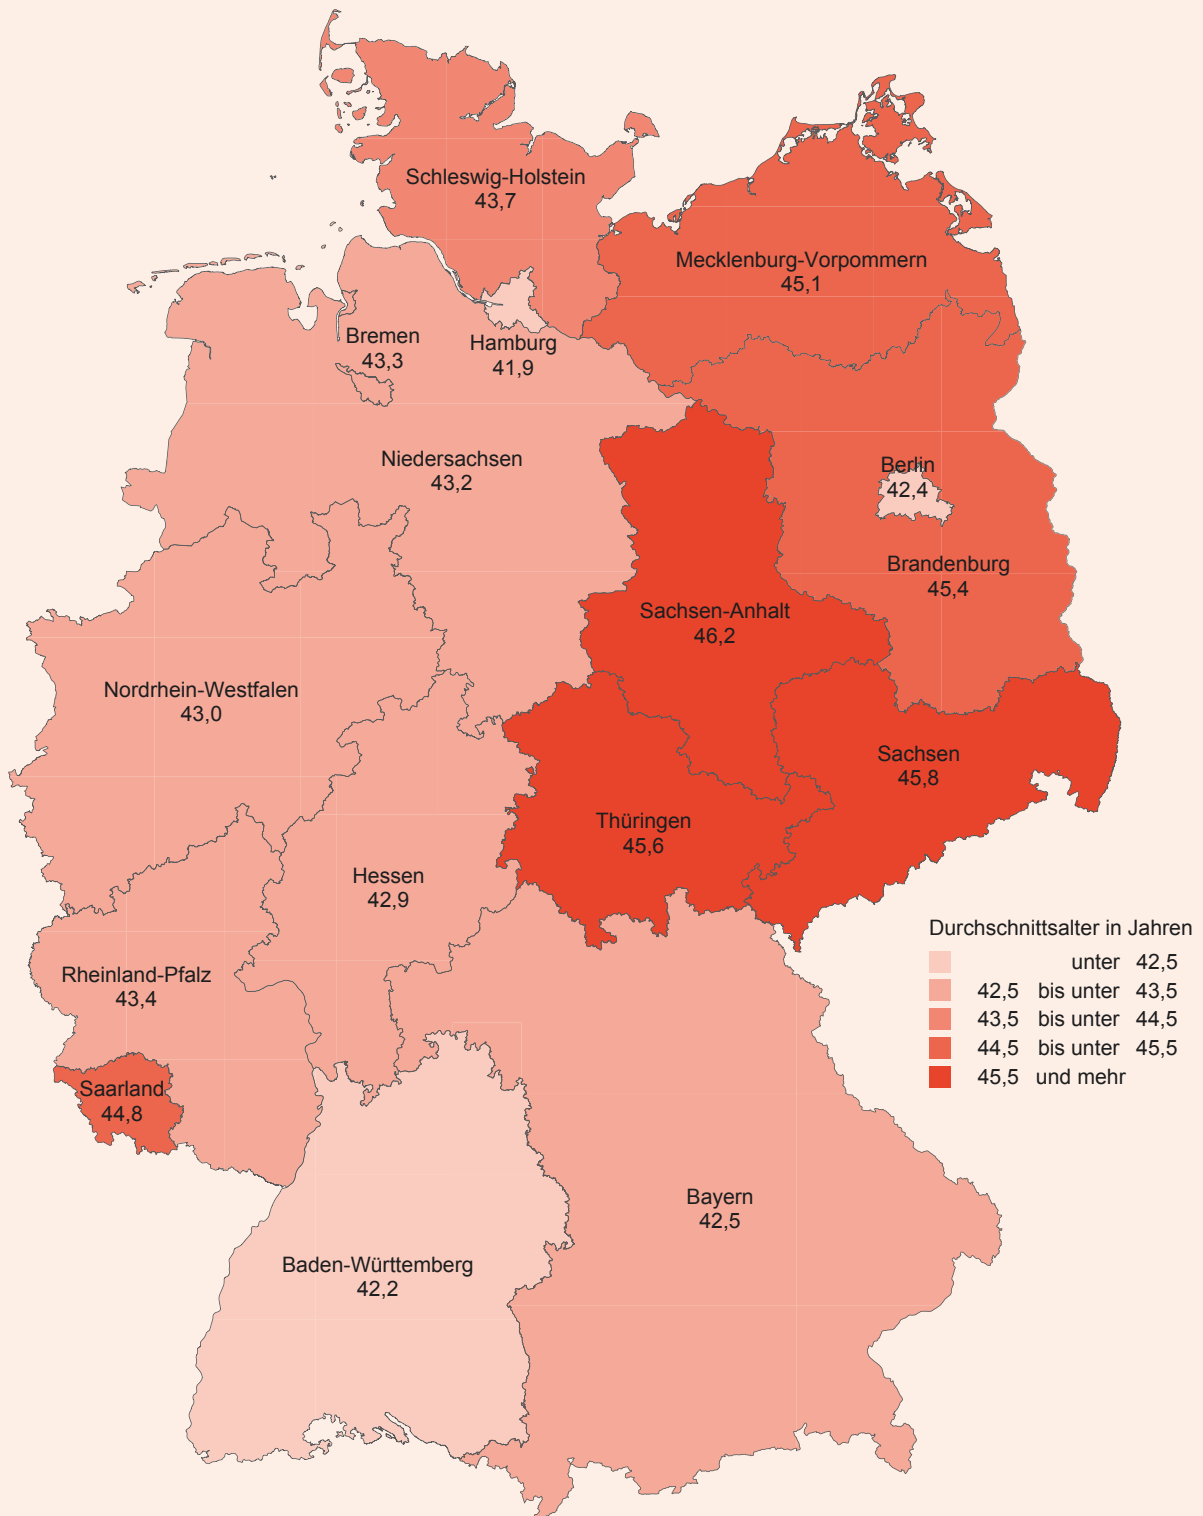 Schleswig-Holstein
43,7
Mecklenburg-Vorpommern
45,1
Bremen
43,3
Hamburg
41,9
Niedersachsen
43,2
Berlin
42,4
Brandenburg
45,4
Sachsen-Anhalt
46,2
Nordrhein-Westfalen
43,0
Sachsen
45,8
Thüringen
45,6
Hessen
42,9
Rheinland-Pfalz
43,4
Saarland
44,8
Bayern
42,5
Baden-Württemberg
42,2
Durchschnittsalter in Jahren
unter 42,5
42,5 bis unter 43,5
43,5 bis unter 44,5
44,5 bis unter 45,5
45,5 und mehr